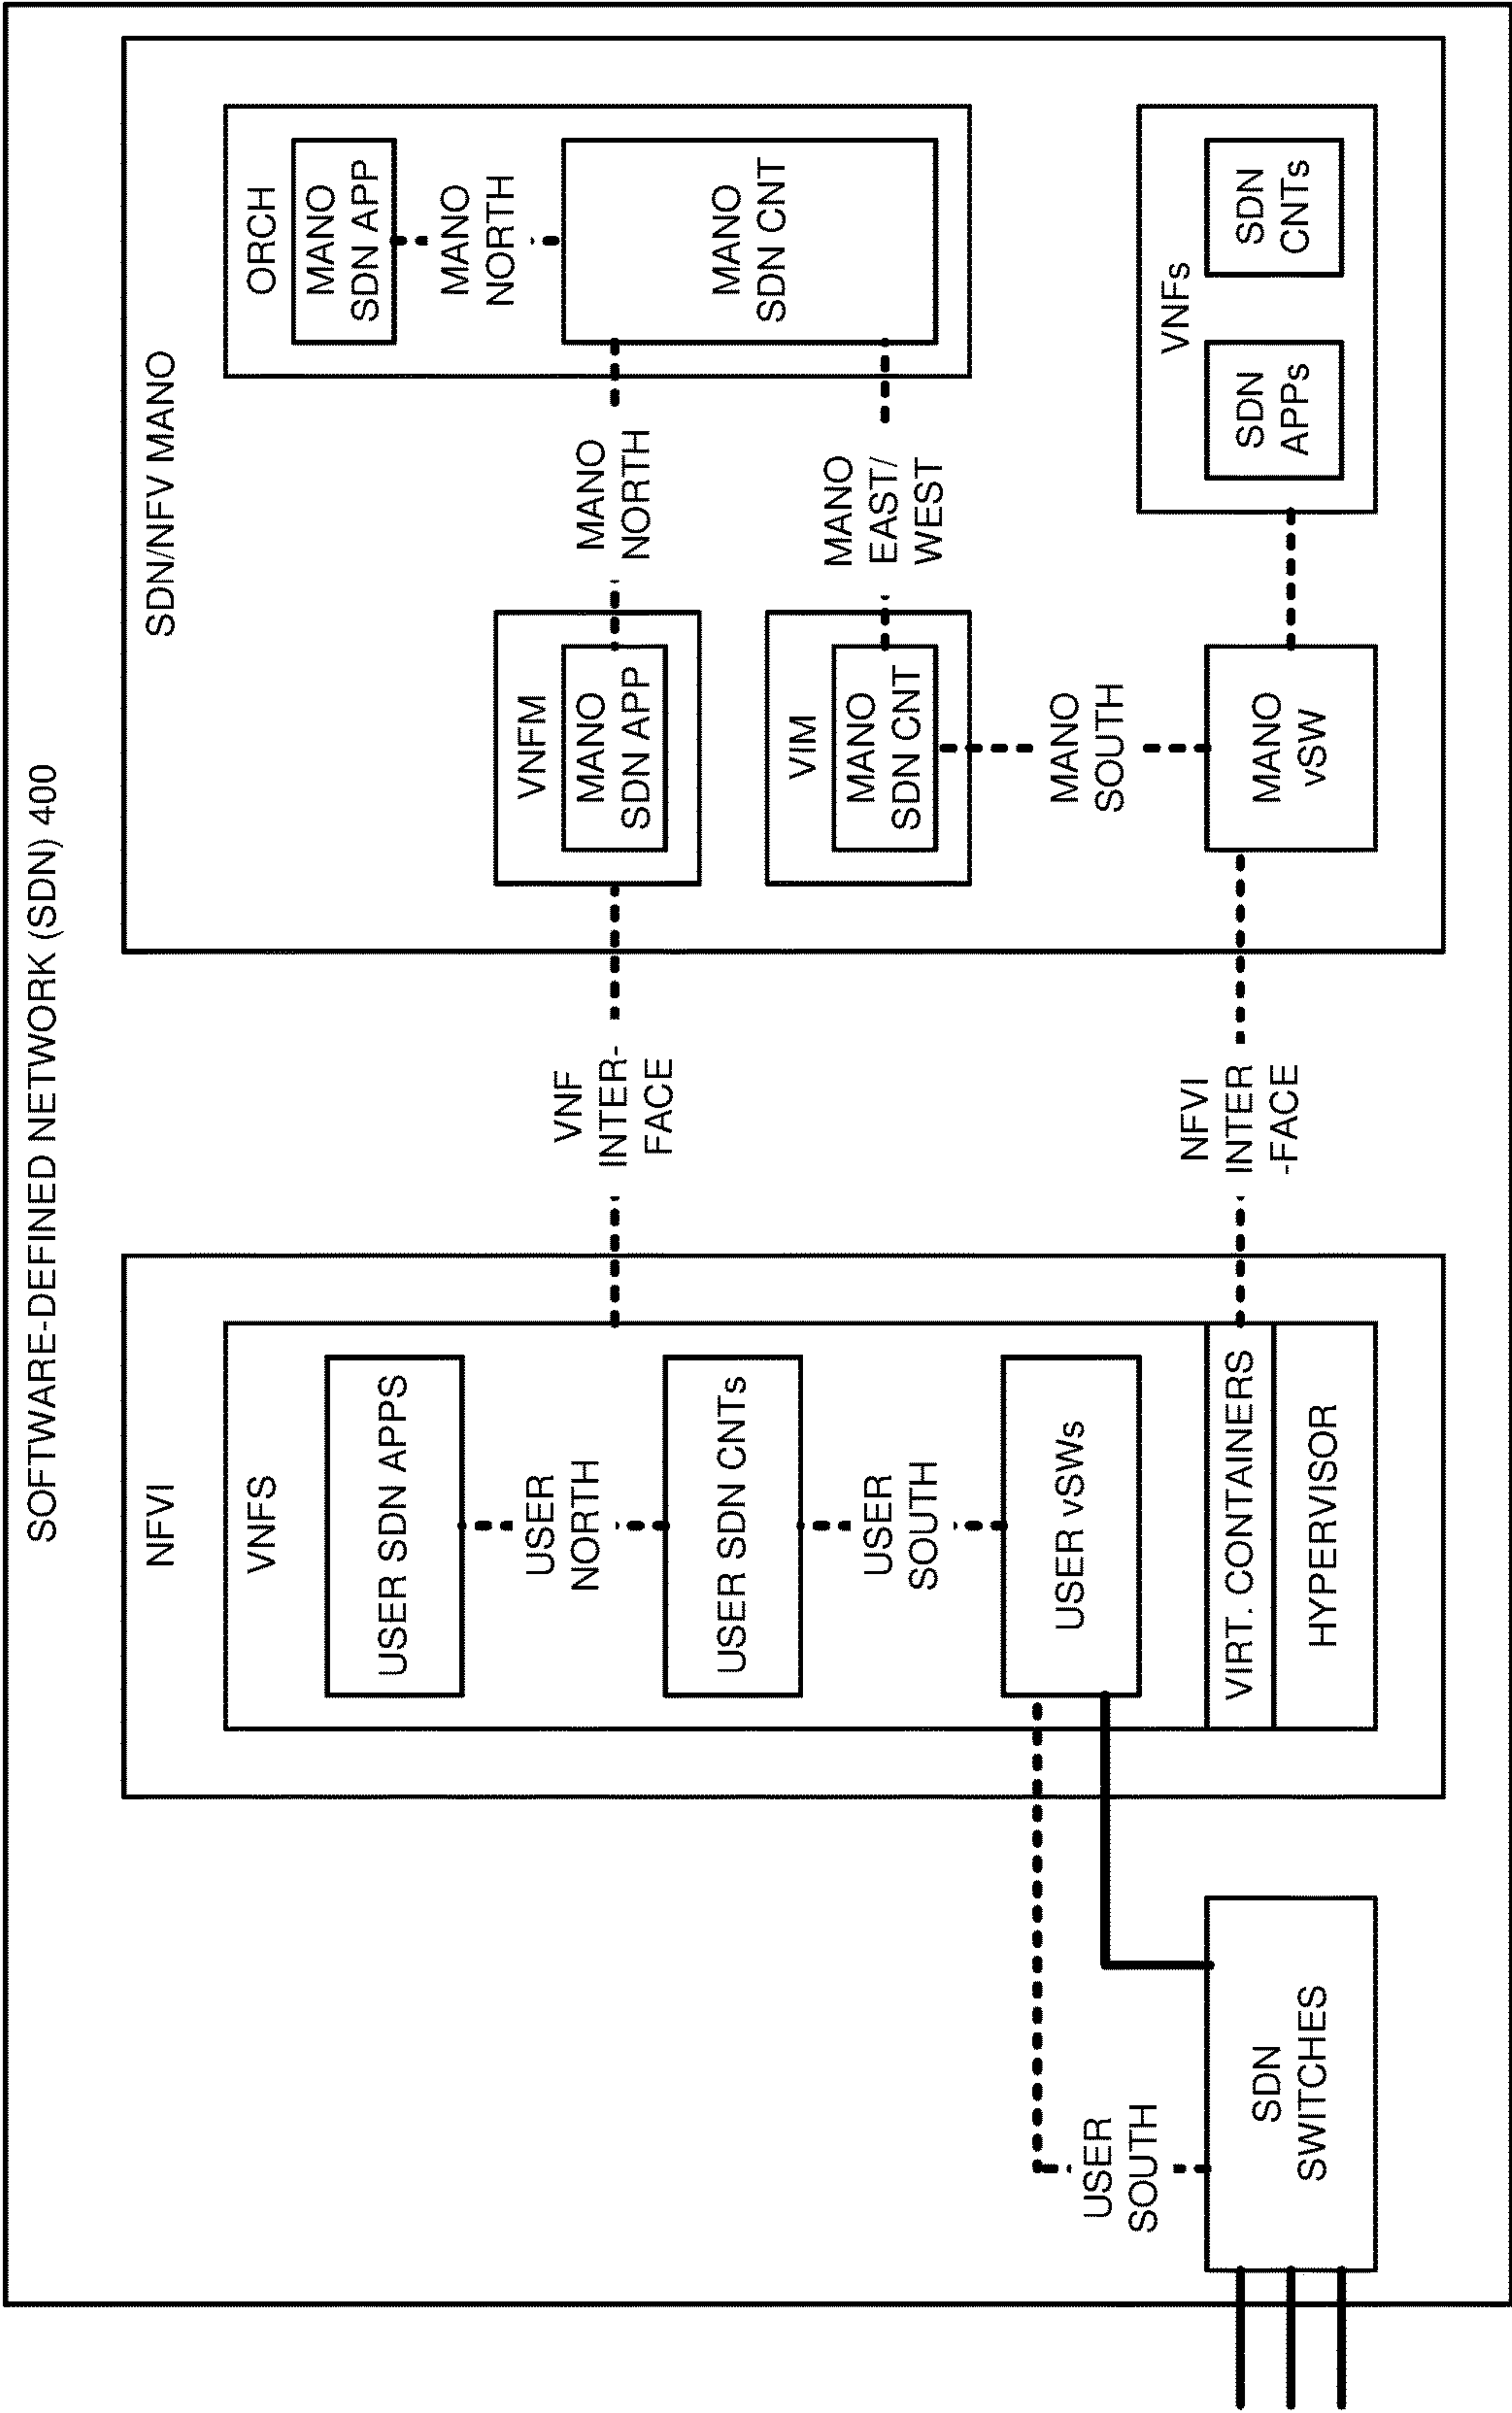 SOFTWARE-DEFINED NETWORK (SDN) 400
NFVI
VNFS
USER SDN APPS
USER
NORTH
USER SDN CNTs
USER
SOUTH
USER vSWs
VIRT. CONTAINERS
HYPERVISOR
USER
SOUTH
SDN
SWITCHES
VNF
INTER-
FACE
NFVI
INTER
-FACE
SDN/NFV MANO
ORCH
MANO
SDN APP
MANO
NORTH
MANO
SDN CNT
VNFM
MANO
SDN APP
MANO
NORTH
VIM
MANO
SDN CNT
MANO
EAST/
WEST
MANO
SOUTH
MANO
vSW
VNFs
SDN
APPs
SDN
CNTs